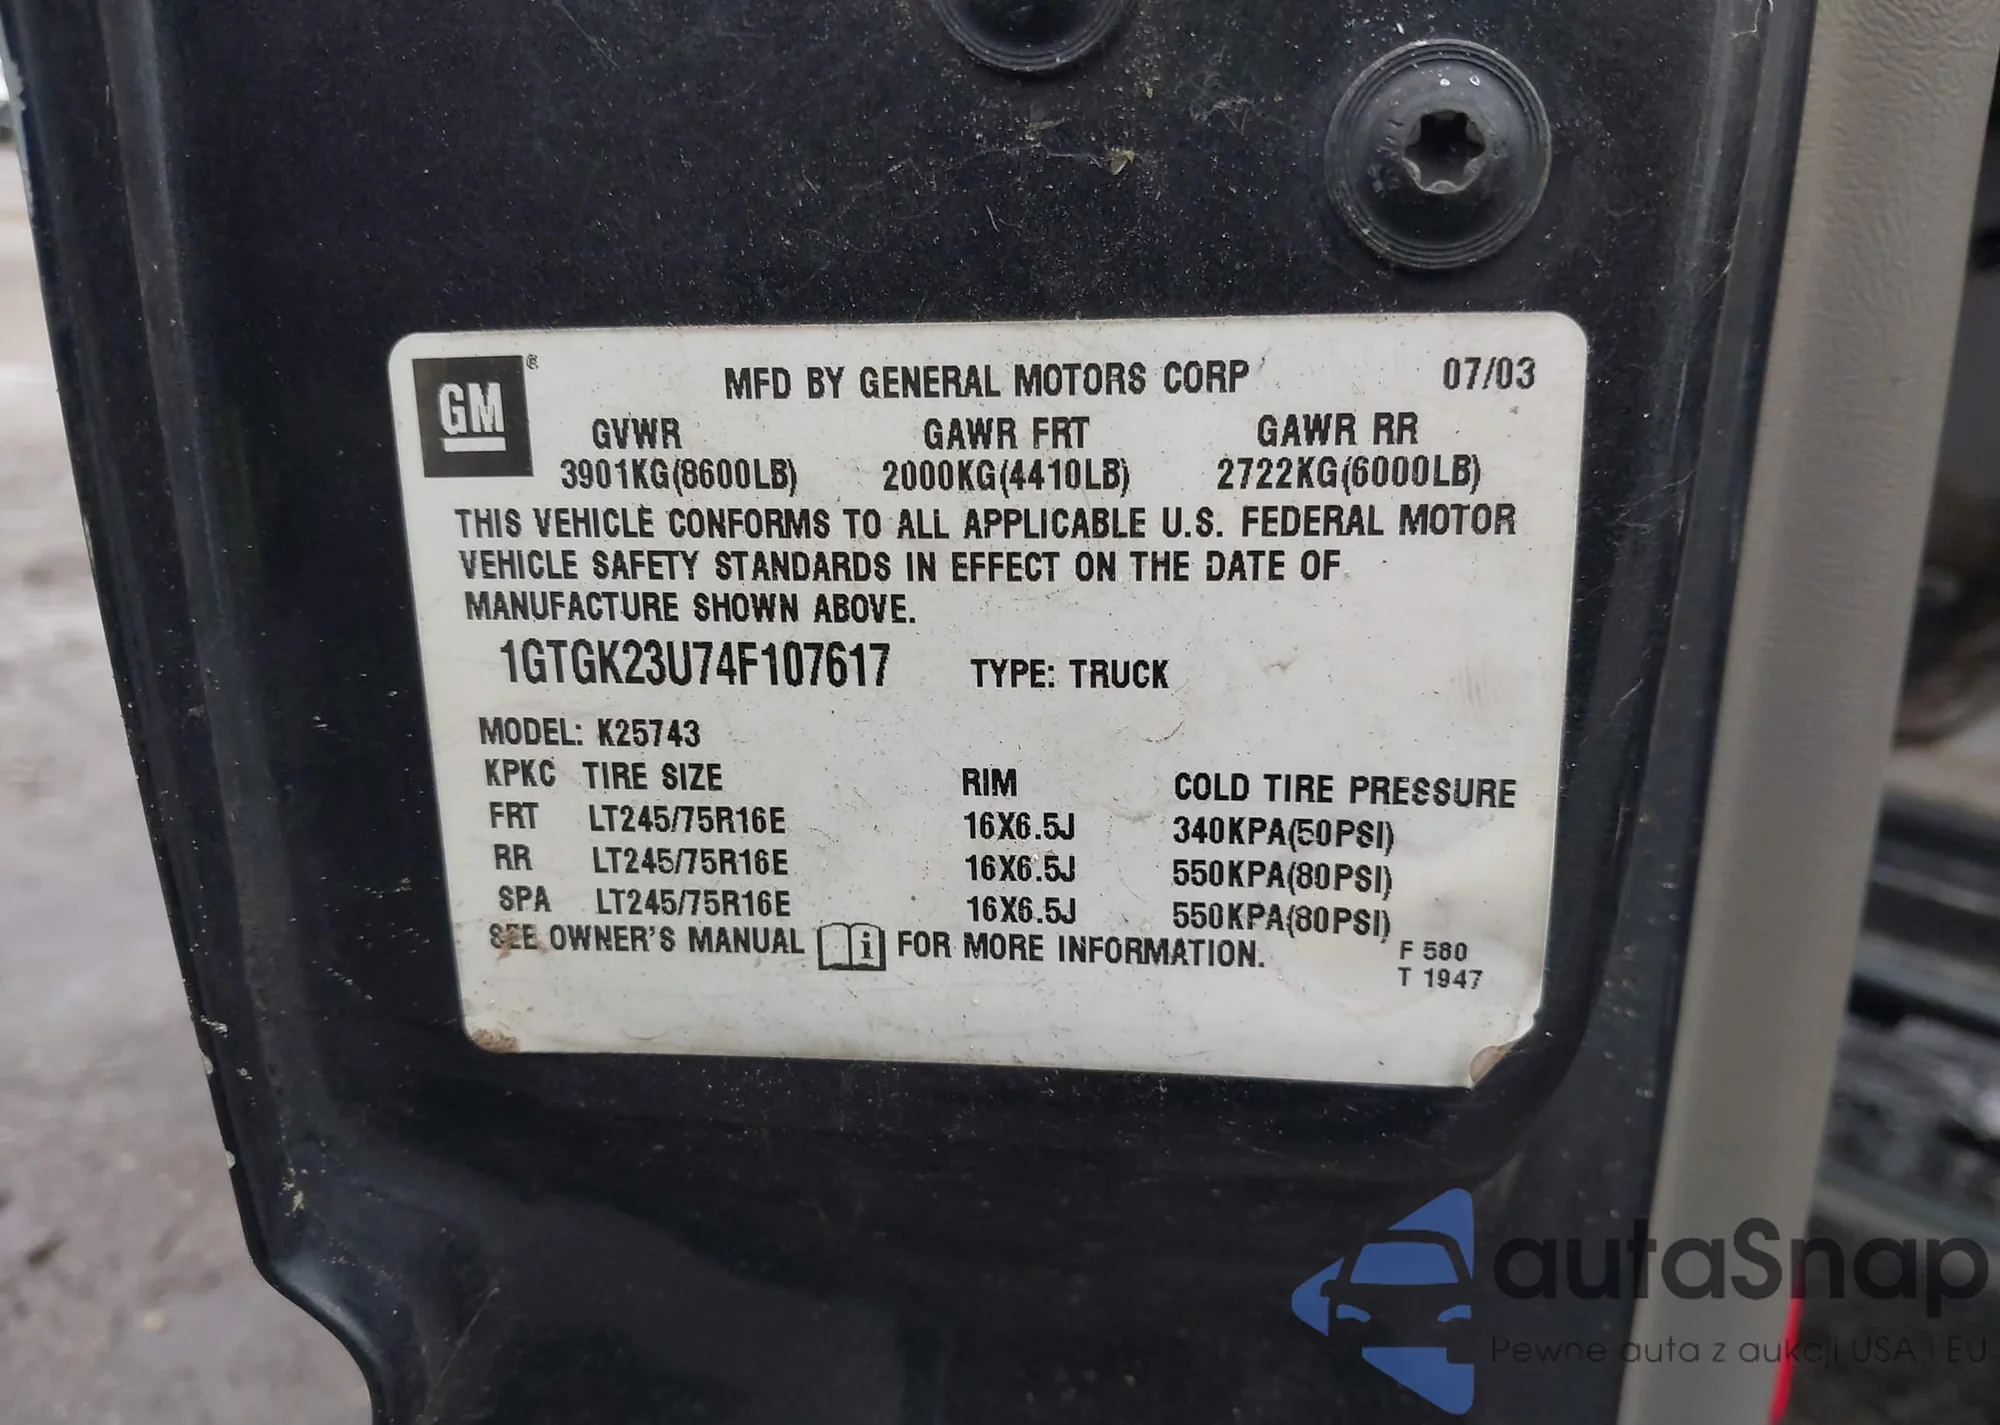 GM ®
MFD BY GENERAL MOTORS CORP 07/03
GVWR GAWR FRT GAWR RR
3901KG(8600LB) 2000KG(4410LB) 2722KG(6000LB)
THIS VEHICLE CONFORMS TO ALL APPLICABLE U.S. FEDERAL MOTOR
VEHICLE SAFETY STANDARDS IN EFFECT ON THE DATE OF
MANUFACTURE SHOWN ABOVE.
1GTGK23U74F107617 TYPE: TRUCK
MODEL: K25743
KPKC TIRE SIZE RIM COLD TIRE PRESSURE
FRT LT245/75R16E 16X6.5J 340KPA(50PSI)
RR LT245/75R16E 16X6.5J 550KPA(80PSI)
SPA LT245/75R16E 16X6.5J 550KPA(80PSI)
SEE OWNER'S MANUAL i FOR MORE INFORMATION.
F 580
T 1947
autaSnap
Pewne auta z aukcji USA i EU